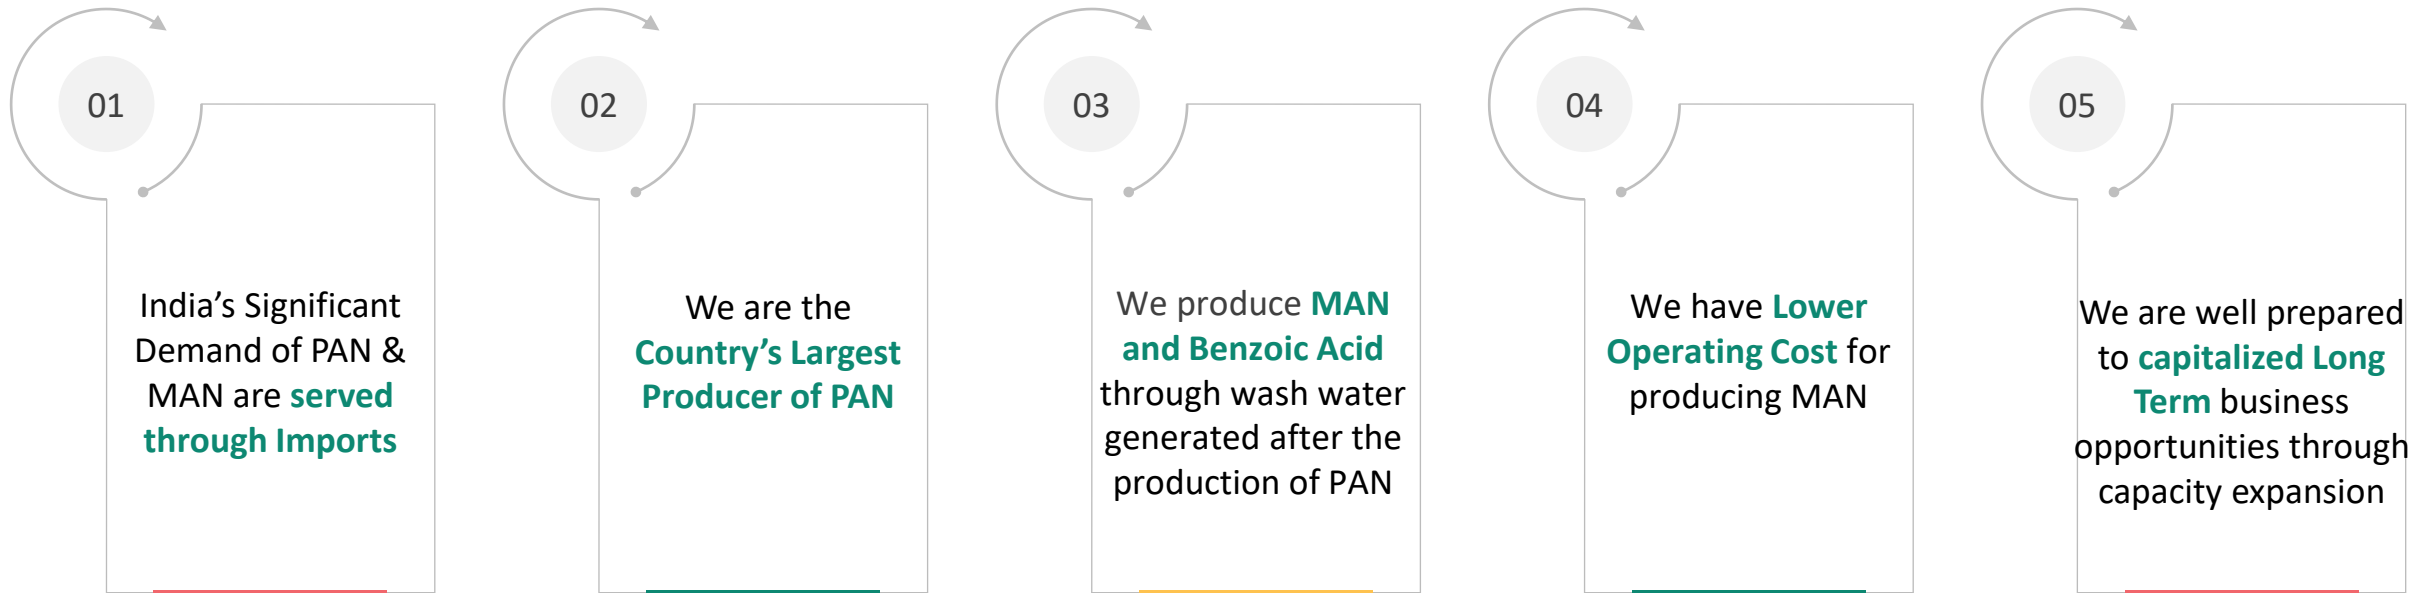 01
India’s Significant
Demand of PAN &
MAN are served
through Imports
02
We are the
Country’s Largest
Producer of PAN
03
We produce MAN
and Benzoic Acid
through wash water
generated after the
production of PAN
04
We have Lower
Operating Cost for
producing MAN
05
We are well prepared
to capitalized Long
Term business
opportunities through
capacity expansion